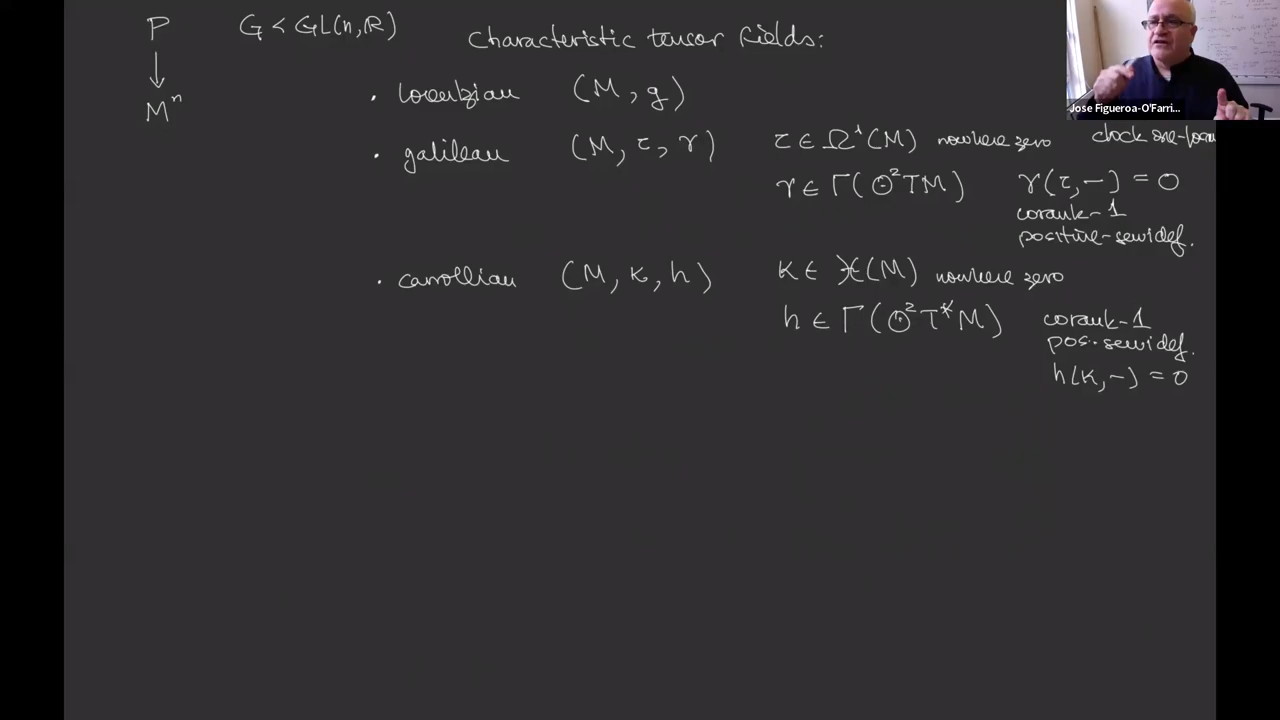 P G < GL(n,R) Characteristic tensor fields:
↓
Mⁿ
• lorentzian (M, g)
• galilean (M, τ, γ) τ ∈ Ω¹(M) nowhere zero clock one-form
γ ∈ Γ(⊙²TM) γ(τ,−) = 0
corank-1
positive-semidef.
• carrollian (M, κ, h) κ ∈ 𝔛(M) nowhere zero
h ∈ Γ(⊙²T*M) corank-1
pos.-semidef.
h(κ,−) = 0
Jose Figueroa-O'Farri...